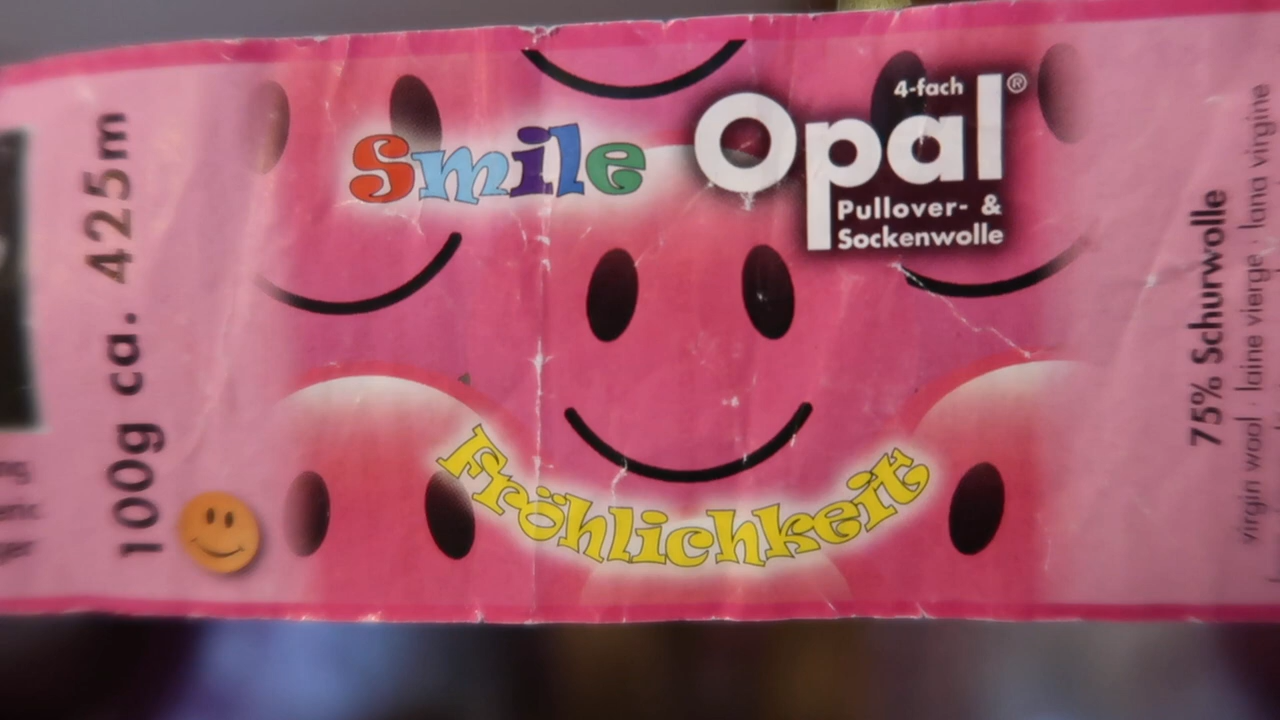 100g ca. 425m
Smile
4-fach
Opal®
Pullover- &
Sockenwolle
Fröhlichkeit
75% Schurwolle
virgin wool · laine vierge · lana virgine